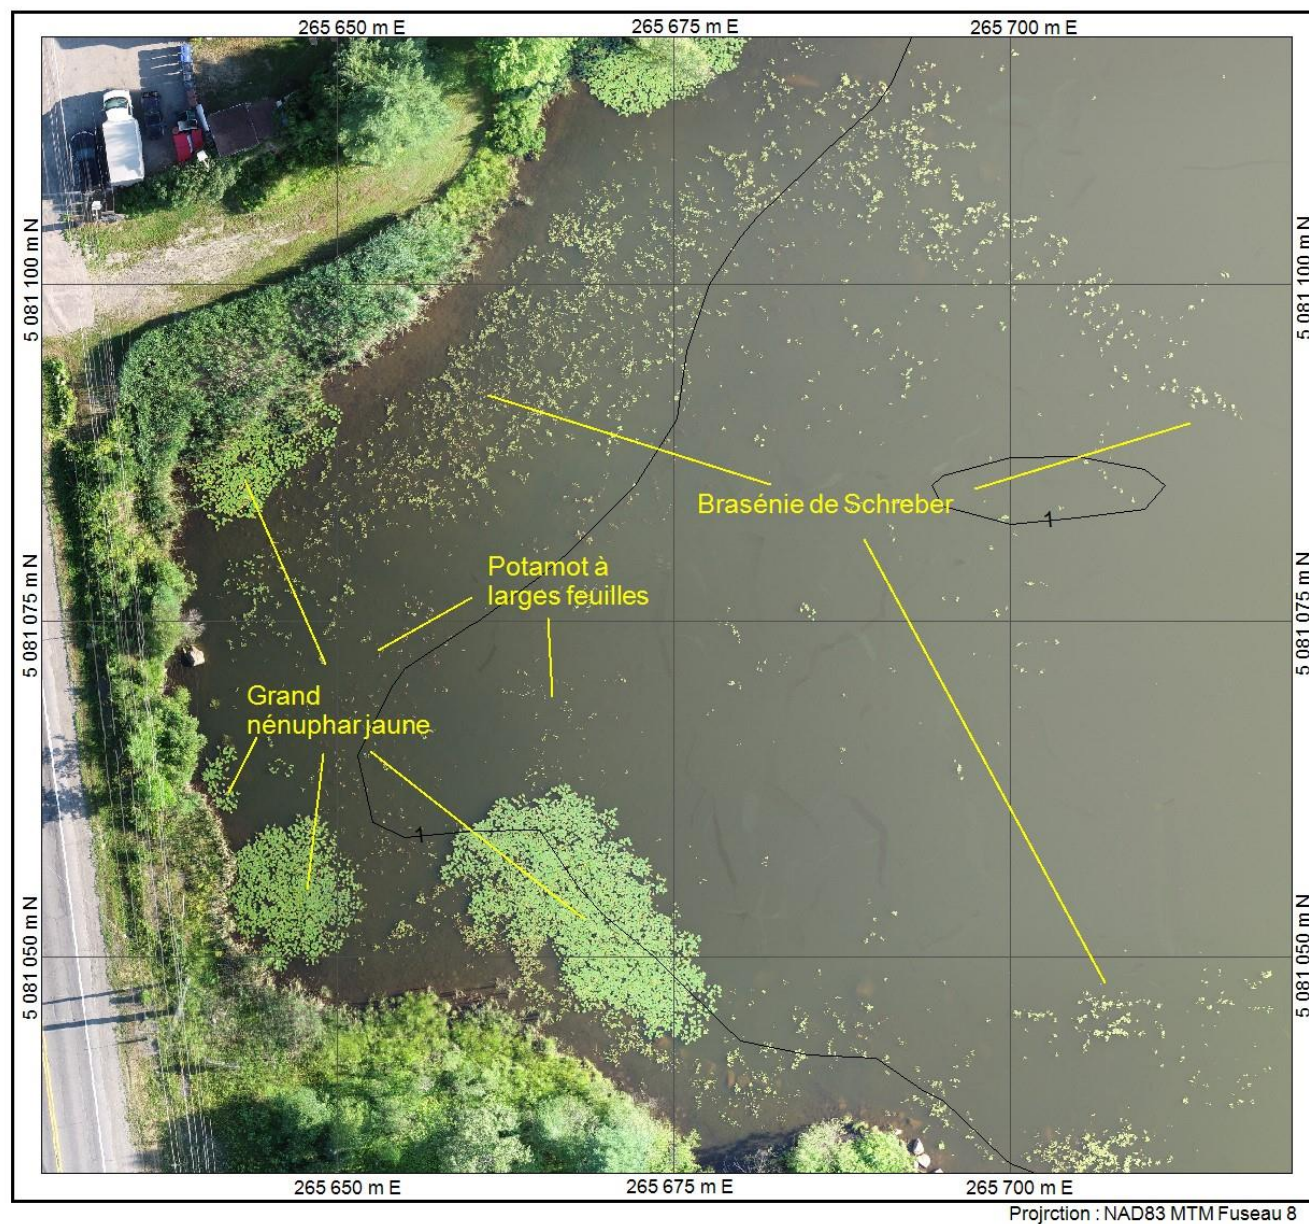 265 650 m E
265 675 m E
265 700 m E
5 081 100 m N
5 081 100 m N
Brasénie de Schreber
Potamot à
larges feuilles
5 081 075 m N
5 081 075 m N
1
Grand
nénuphar jaune
1
5 081 050 m N
5 081 050 m N
265 650 m E
265 675 m E
265 700 m E
Projrction : NAD83 MTM Fuseau 8